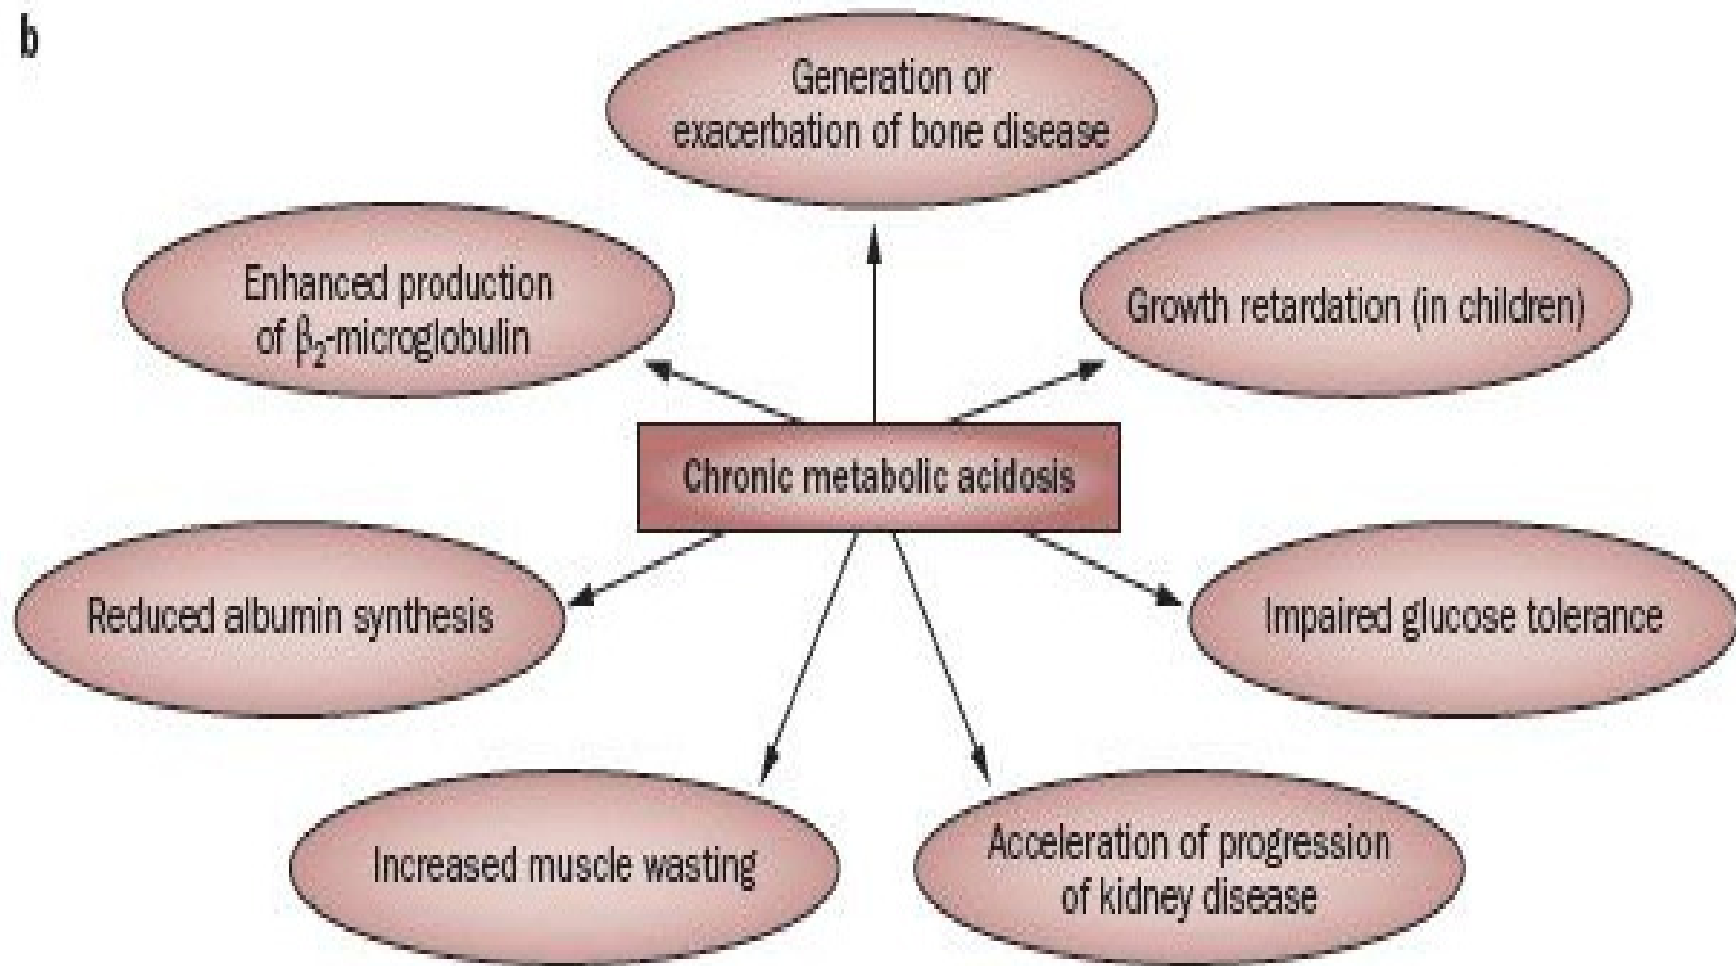 b
Generation or
exacerbation of bone disease
Enhanced production
of β₂-microglobulin
Growth retardation (in children)
Chronic metabolic acidosis
Reduced albumin synthesis
Impaired glucose tolerance
Increased muscle wasting
Acceleration of progression
of kidney disease